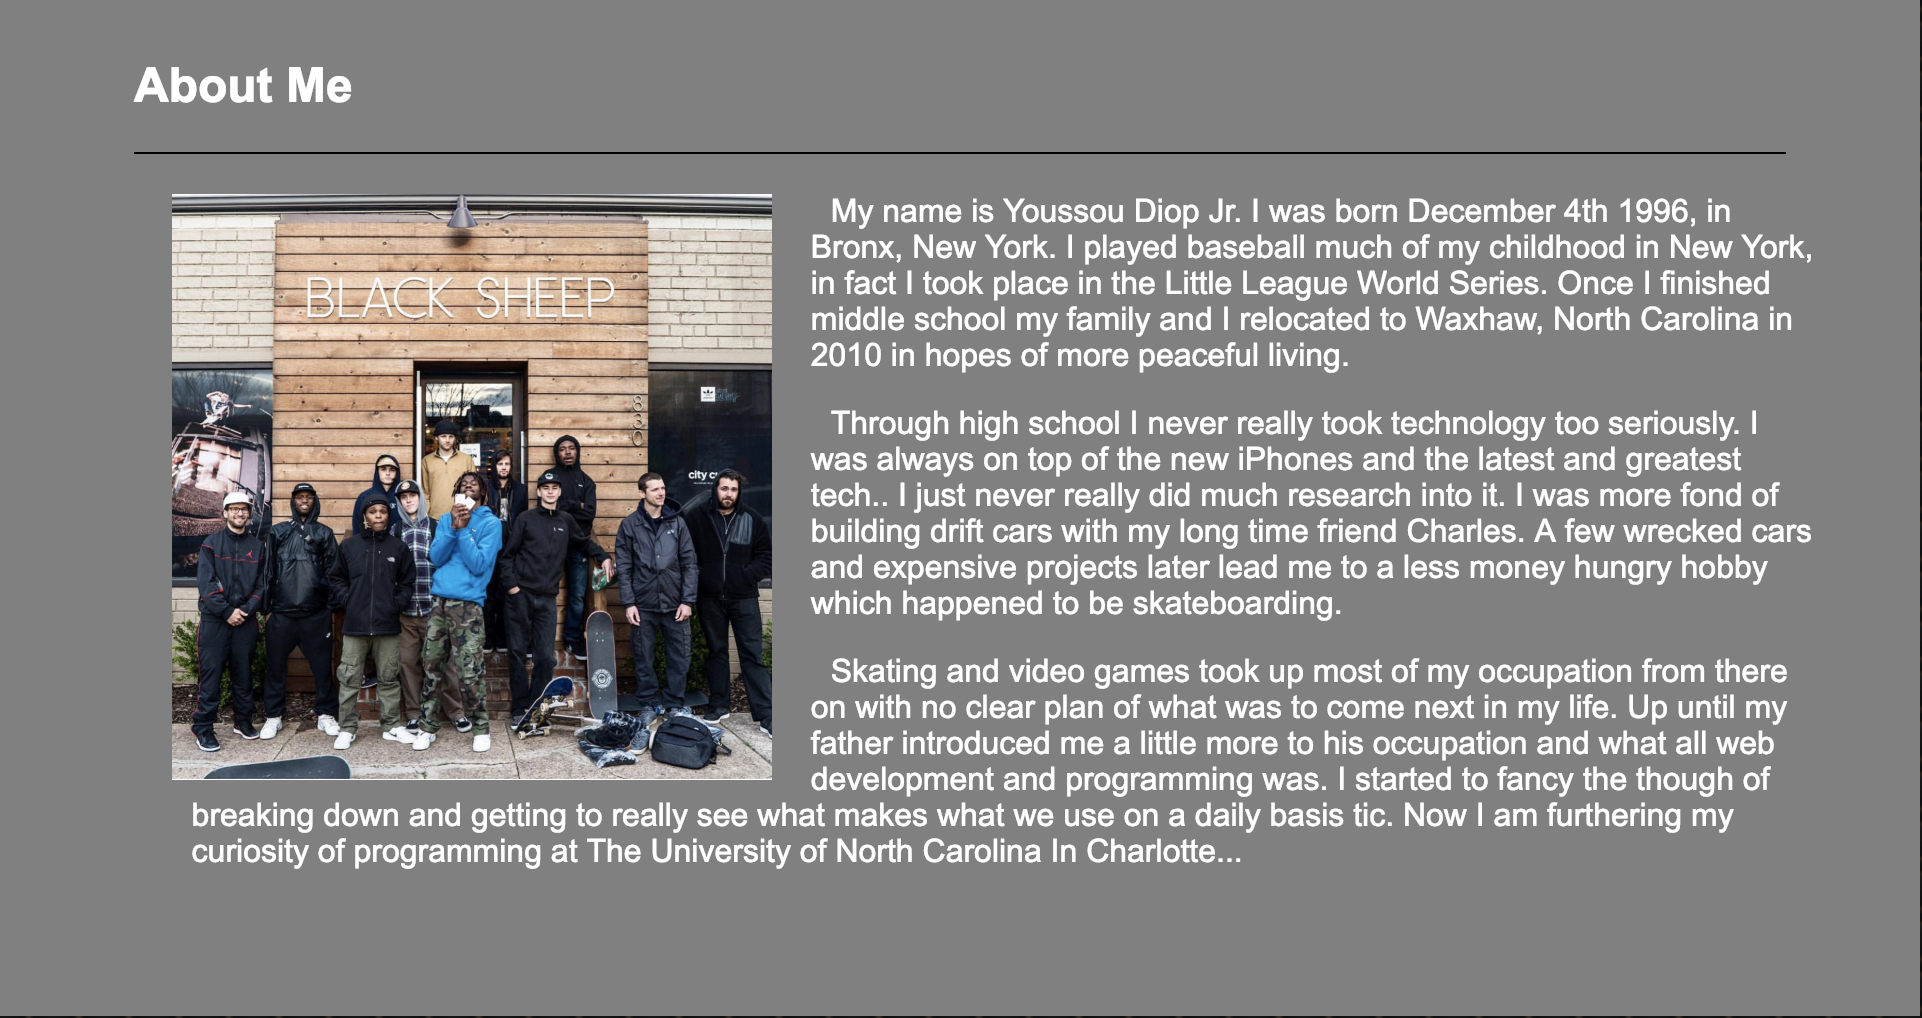 About Me
BLACK SHEEP
830
city c
My name is Youssou Diop Jr. I was born December 4th 1996, in
Bronx, New York. I played baseball much of my childhood in New York,
in fact I took place in the Little League World Series. Once I finished
middle school my family and I relocated to Waxhaw, North Carolina in
2010 in hopes of more peaceful living.
Through high school I never really took technology too seriously. I
was always on top of the new iPhones and the latest and greatest
tech.. I just never really did much research into it. I was more fond of
building drift cars with my long time friend Charles. A few wrecked cars
and expensive projects later lead me to a less money hungry hobby
which happened to be skateboarding.
Skating and video games took up most of my occupation from there
on with no clear plan of what was to come next in my life. Up until my
father introduced me a little more to his occupation and what all web
development and programming was. I started to fancy the though of
breaking down and getting to really see what makes what we use on a daily basis tic. Now I am furthering my
curiosity of programming at The University of North Carolina In Charlotte...